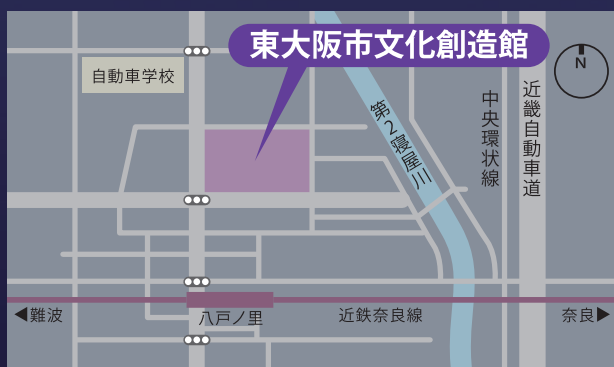 東大阪市文化創造館
自動車学校
N
第2寝屋川
中央環状線
近畿自動車道
◀難波
八戸ノ里
近鉄奈良線
奈良▶